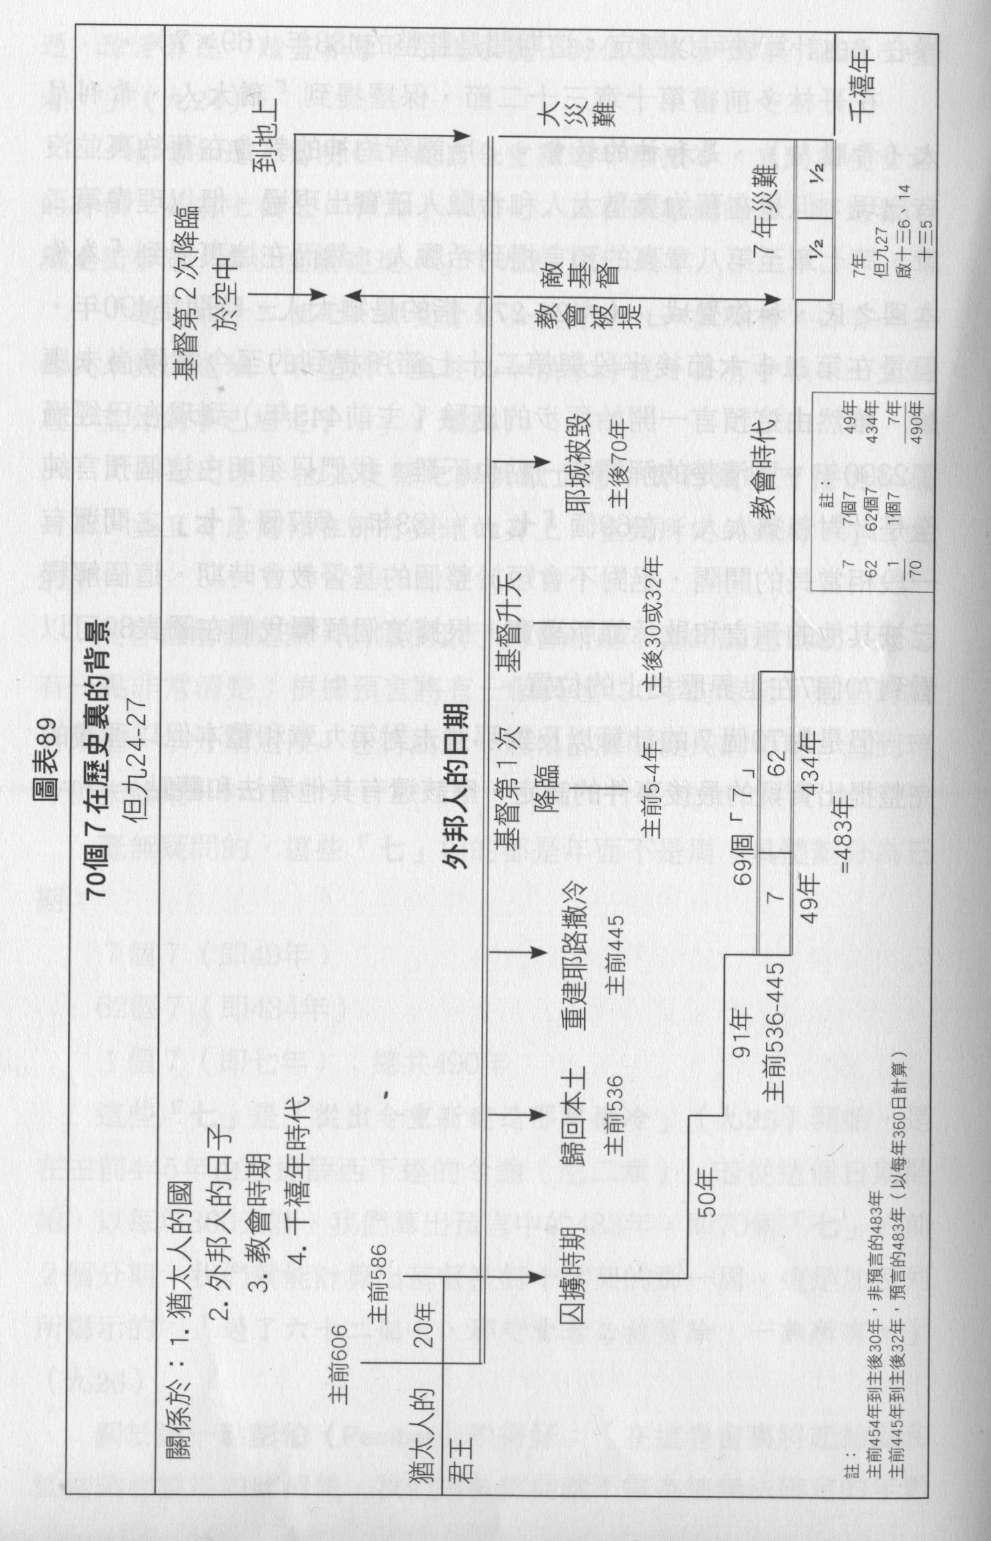 圖表89
70個7在歷史裏的背景
但九24-27
關係於：1. 猶太人的國
2. 外邦的日子
3. 教會時期
4. 千禧年時代
基督第2次降臨
於空中
到地上
主前606
主前586
20年
猶太人的
君王
外邦人的日期
基督第1次
降臨
基督升天
教會
被提
敵
基
督
大
災
難
囚擄時期
歸回本土
主前536
重建耶路撒冷
主前445
主前5-4年
主後30或32年
耶城被毀
主後70年
7年災難
½
½
千禧年
50年
91年
主前536-445
69個「7」
7
62
49年
434年
=483年
教會時代
7年
但九27
啟十三6、14
十三5
註
7 7個7 49年
62 62個7 434年
1 1個7 7年
70 490年
註：
主前454年到主後30年，非預言的483年
主前445年到主後32年，預言的483年（以每年360日計算）